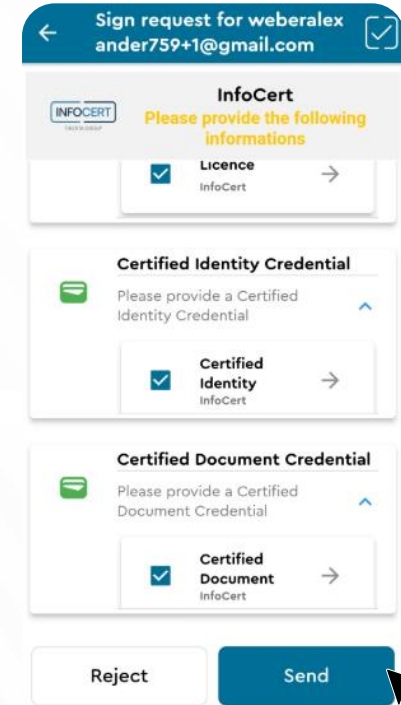 Sign request for weberalex
ander759+1@gmail.com
INFOCERT
InfoCert
Please provide the following
informations
Licence
InfoCert
Certified Identity Credential
Please provide a Certified
Identity Credential
Certified
Identity
InfoCert
Certified Document Credential
Please provide a Certified
Document Credential
Certified
Document
InfoCert
Reject
Send